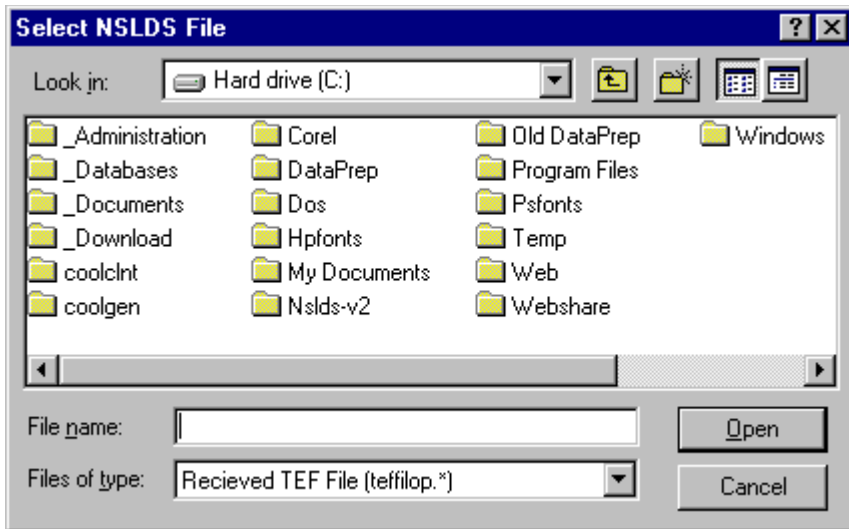 Select NSLDS File
Look in: Hard drive (C:)
_Administration Corel Old DataPrep Windows
_Databases DataPrep Program Files
_Documents Dos Psfonts
_Download Hpfonts Temp
coolclnt My Documents Web
coolgen Nslds-v2 Webshare
File name: Open
Files of type: Recieved TEF File (teffilop.*) Cancel